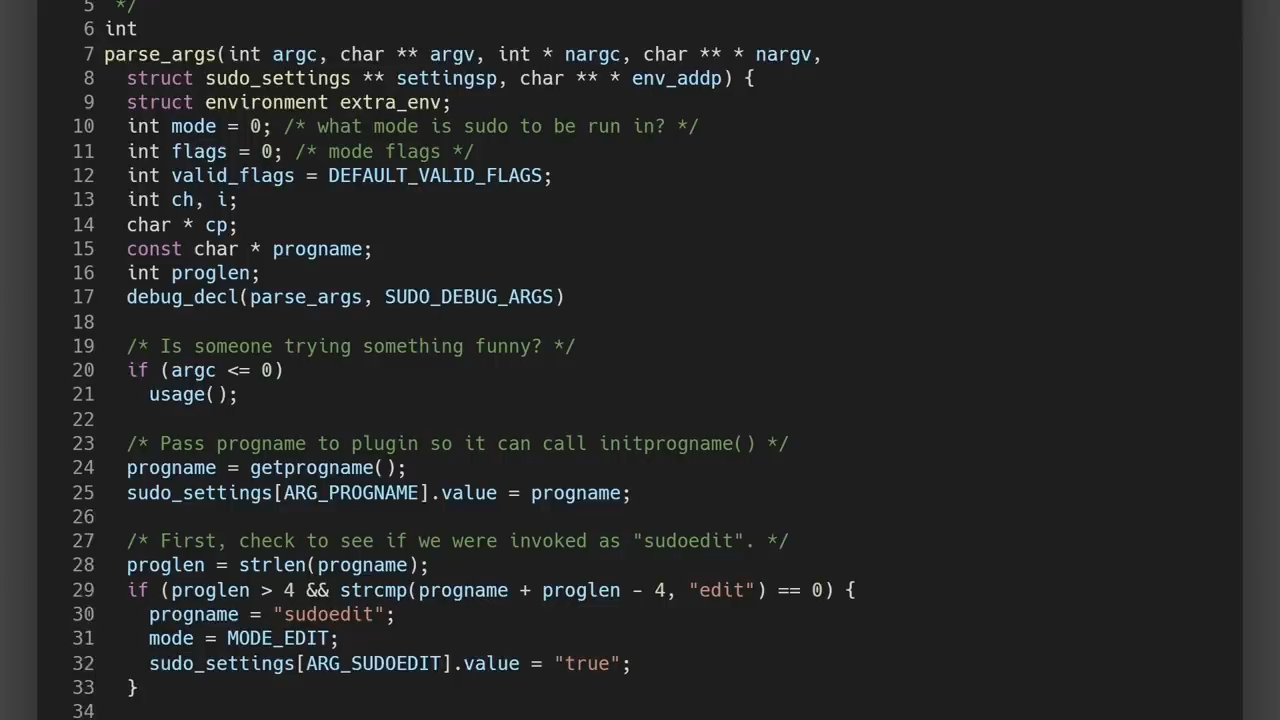 5 */
6 int
7 parse_args(int argc, char ** argv, int * nargc, char ** * nargv,
8   struct sudo_settings ** settingsp, char ** * env_addp) {
9   struct environment extra_env;
10   int mode = 0; /* what mode is sudo to be run in? */
11   int flags = 0; /* mode flags */
12   int valid_flags = DEFAULT_VALID_FLAGS;
13   int ch, i;
14   char * cp;
15   const char * progname;
16   int proglen;
17   debug_decl(parse_args, SUDO_DEBUG_ARGS)
18
19   /* Is someone trying something funny? */
20   if (argc <= 0)
21     usage();
22
23   /* Pass progname to plugin so it can call initprogname() */
24   progname = getprogname();
25   sudo_settings[ARG_PROGNAME].value = progname;
26
27   /* First, check to see if we were invoked as "sudoedit". */
28   proglen = strlen(progname);
29   if (proglen > 4 && strcmp(progname + proglen - 4, "edit") == 0) {
30     progname = "sudoedit";
31     mode = MODE_EDIT;
32     sudo_settings[ARG_SUDOEDIT].value = "true";
33   }
34